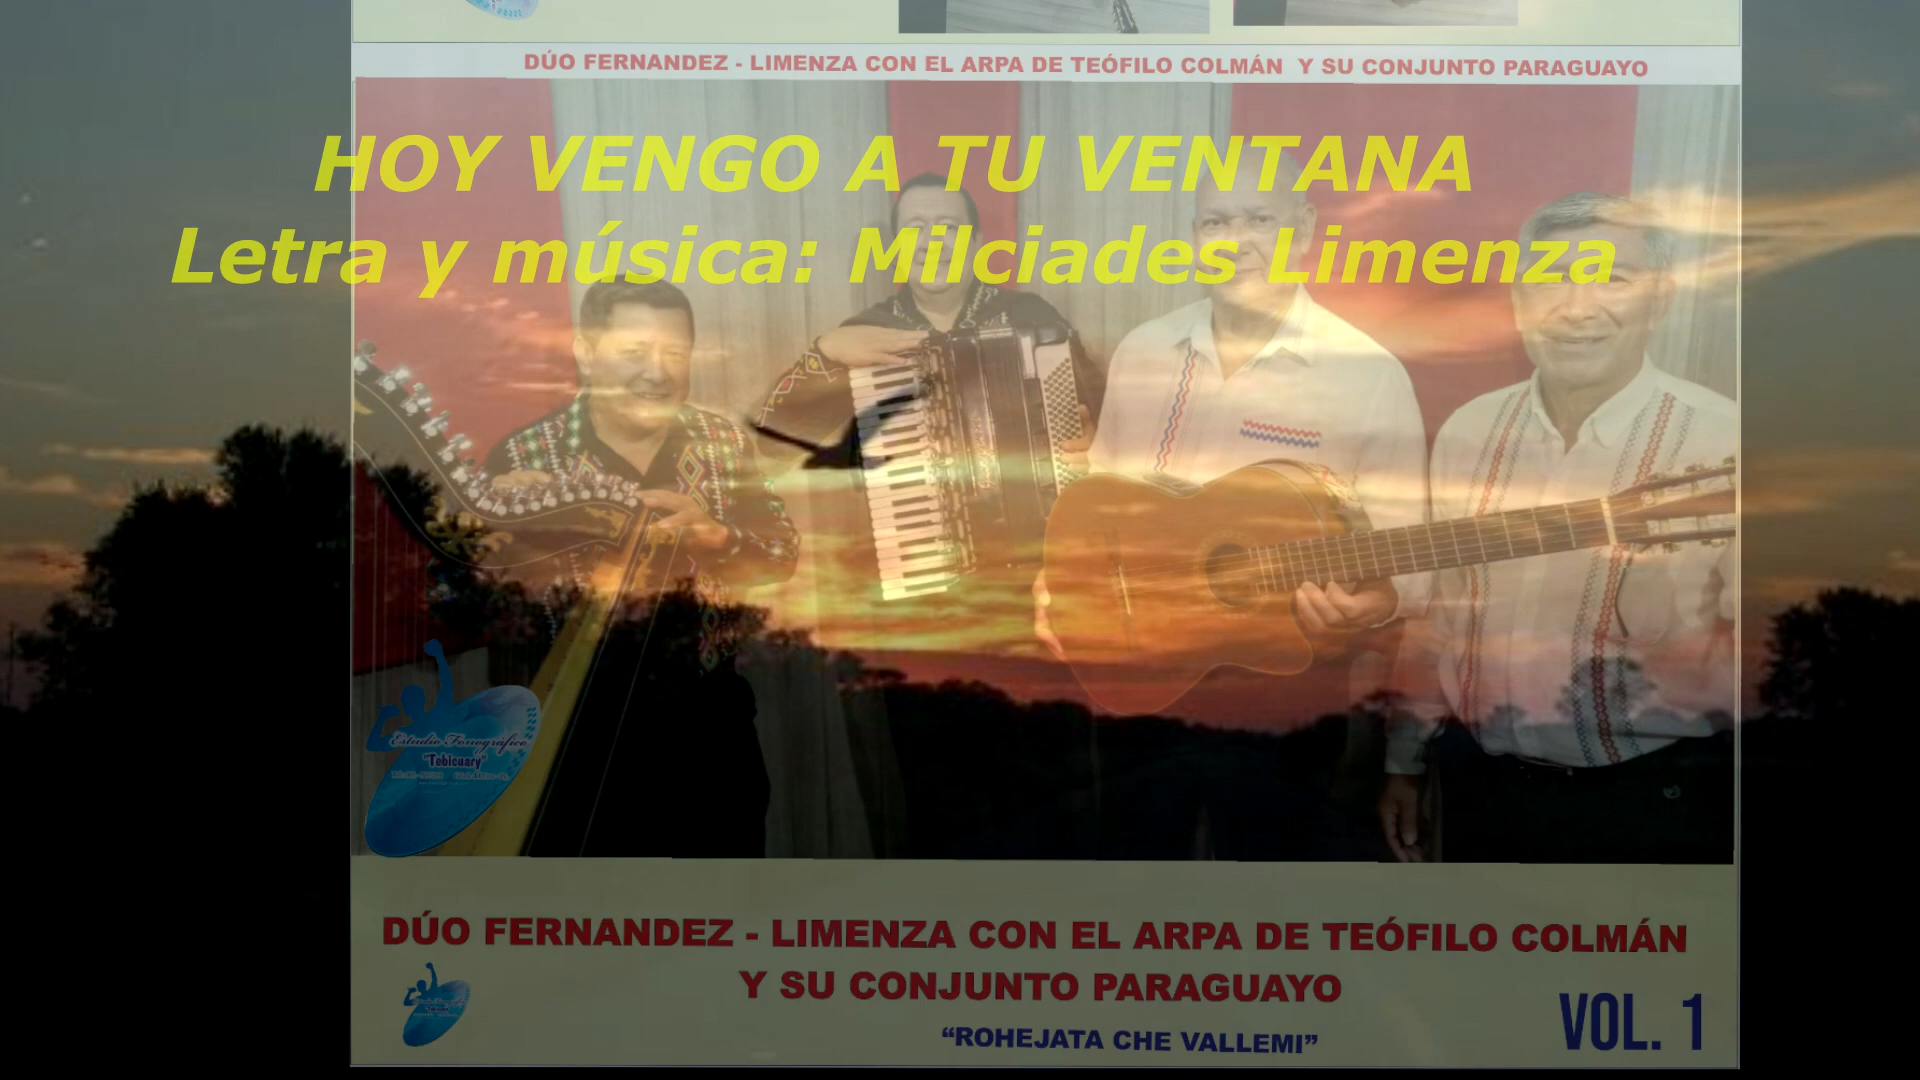 DÚO FERNANDEZ - LIMENZA CON EL ARPA DE TEÓFILO COLMÁN Y SU CONJUNTO PARAGUAYO
HOY VENGO A TU VENTANA
Letra y música: Milciades Limenza
Estudio Fonográfico
"Tebicuary"
DÚO FERNANDEZ - LIMENZA CON EL ARPA DE TEÓFILO COLMÁN
Y SU CONJUNTO PARAGUAYO
“ROHEJATA CHE VALLEMI”
VOL. 1